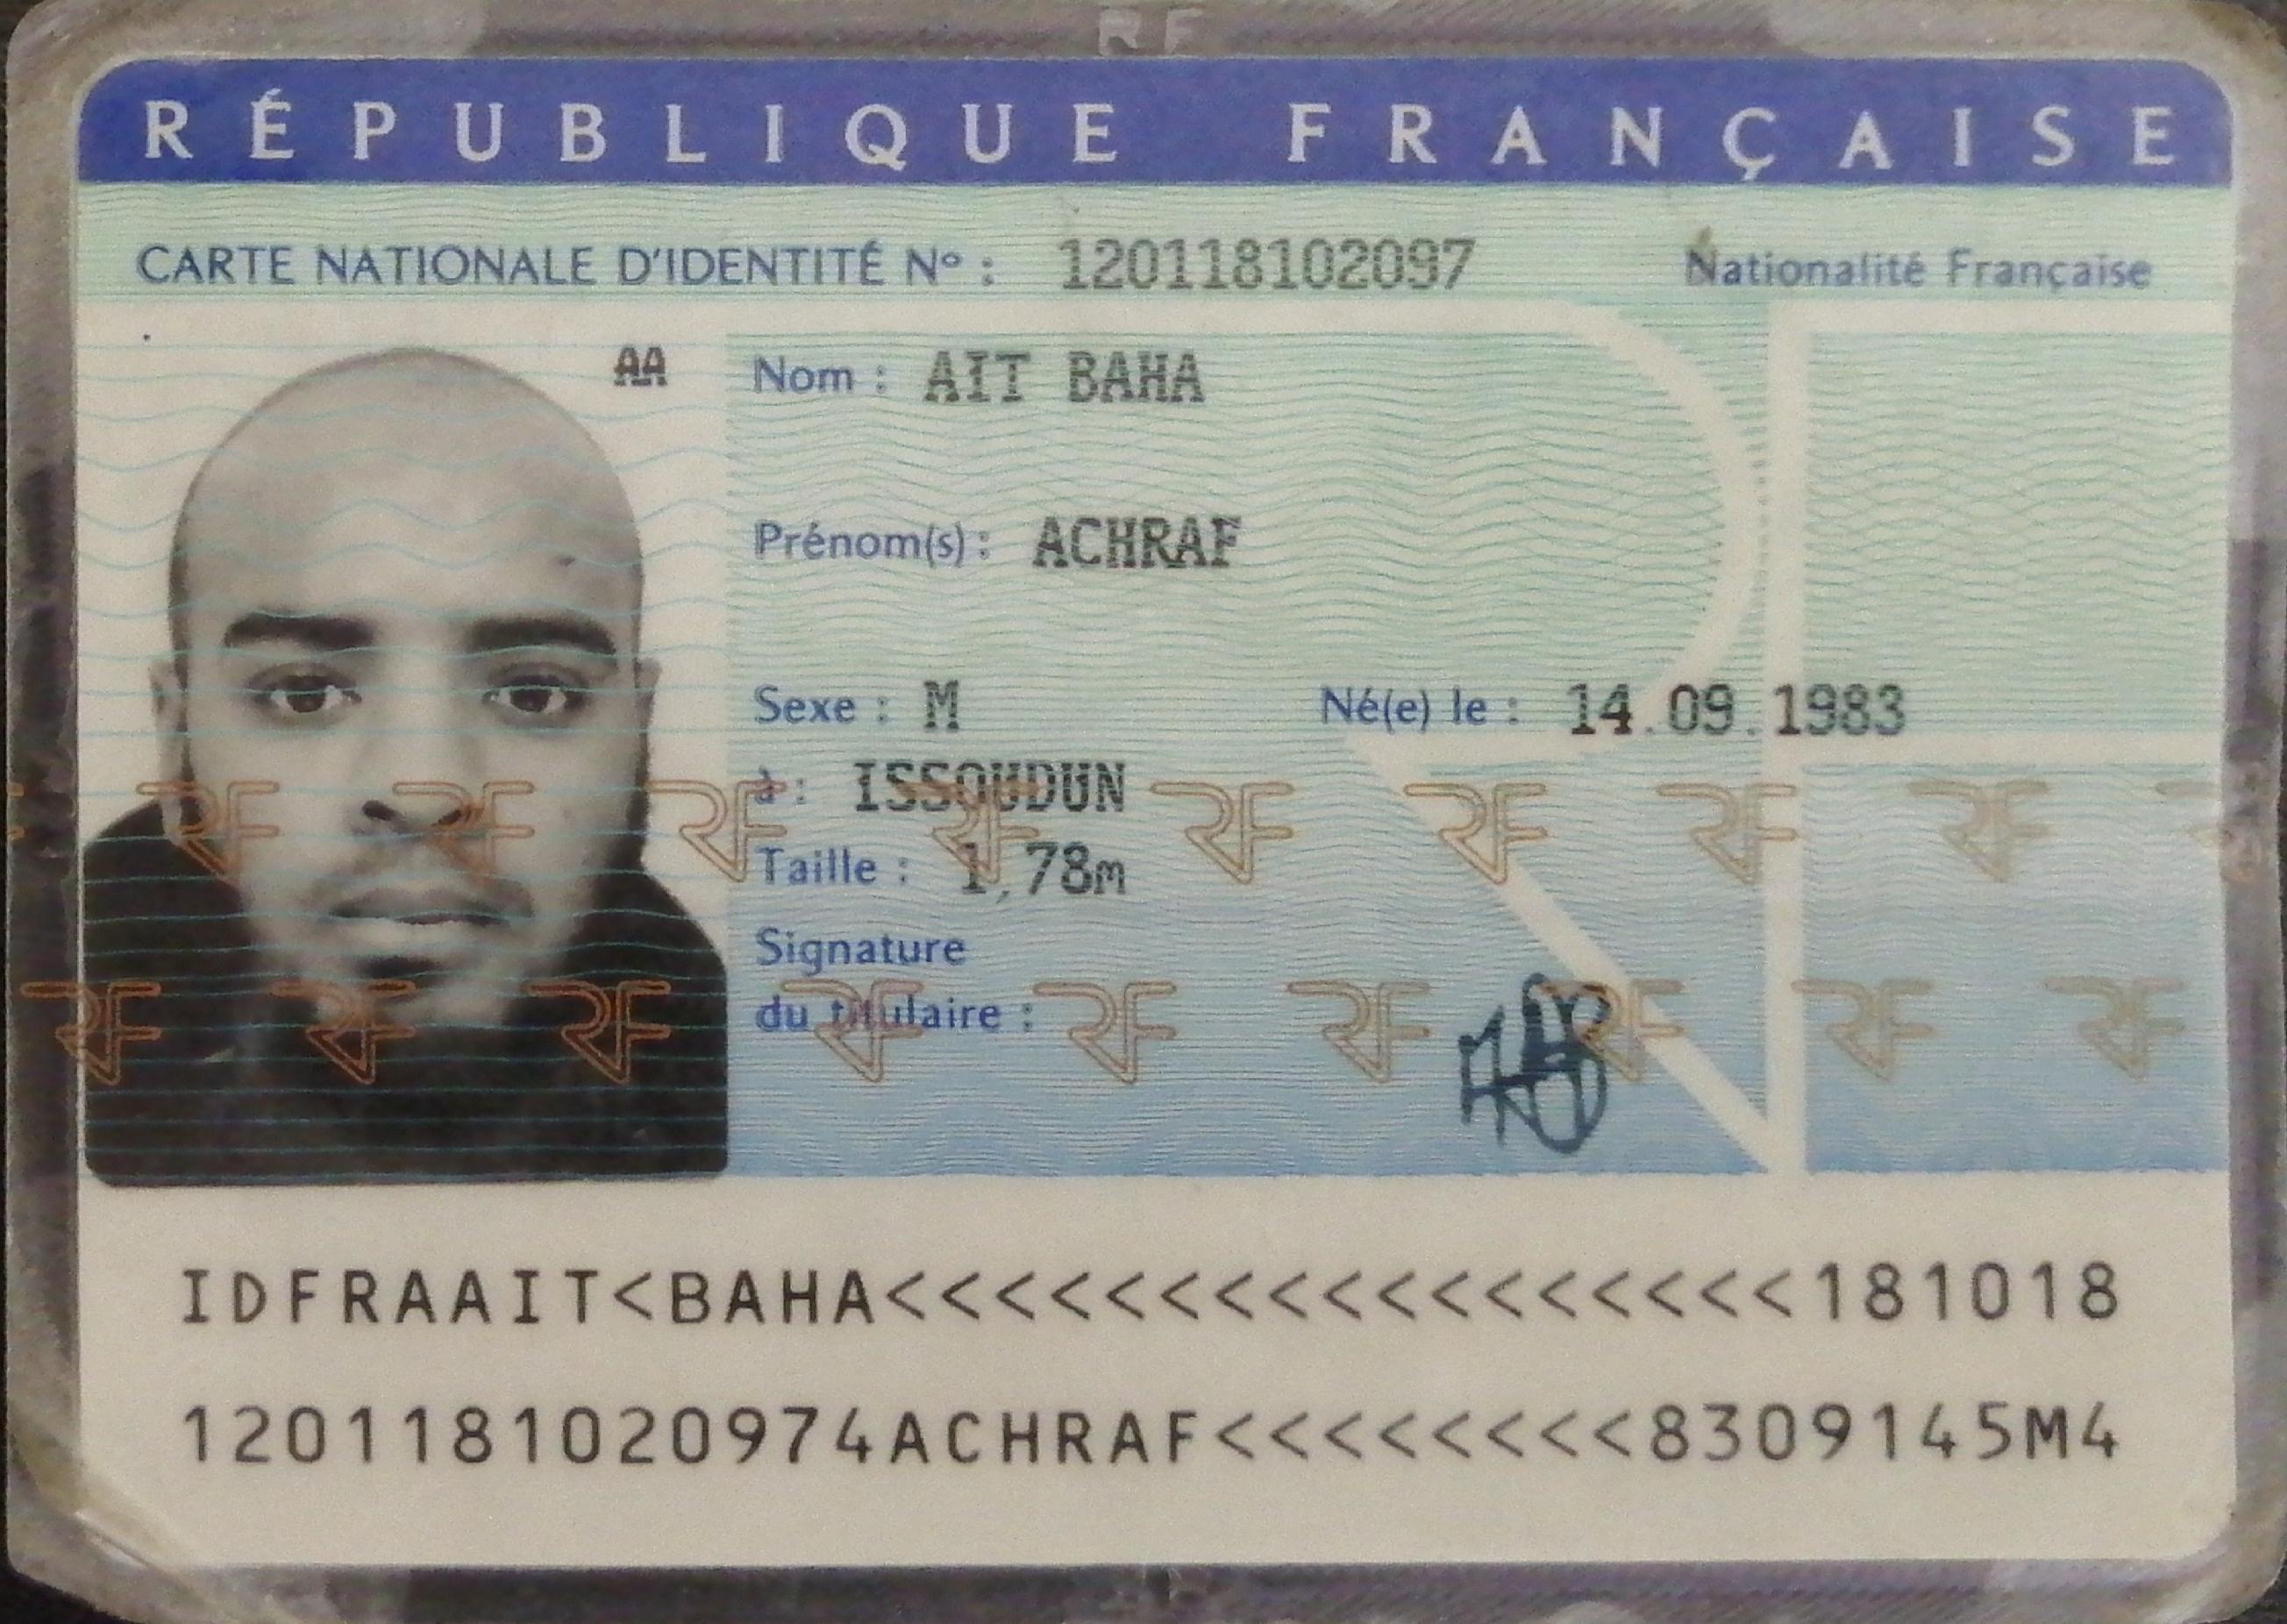 RF
RÉPUBLIQUE FRANÇAISE
CARTE NATIONALE D'IDENTITÉ Nº : 120118102097 Nationalité Française
AA
Nom : AIT BAHA
Prénom(s) : ACHRAF
Sexe : M Né(e) le : 14.09.1983
à : ISSOUDUN
Taille : 1,78m
Signature
du titulaire :
IDFRAAIT<BAHA<<<<<<<<<<<<<<<<<181018
1201181020974ACHRAF<<<<<<<<8309145M4